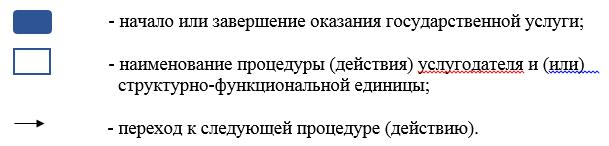 - начало или завершение оказания государственной услуги;
- наименование процедуры (действия) услугодателя и (или)
структурно-функциональной единицы;
- переход к следующей процедуре (действию).